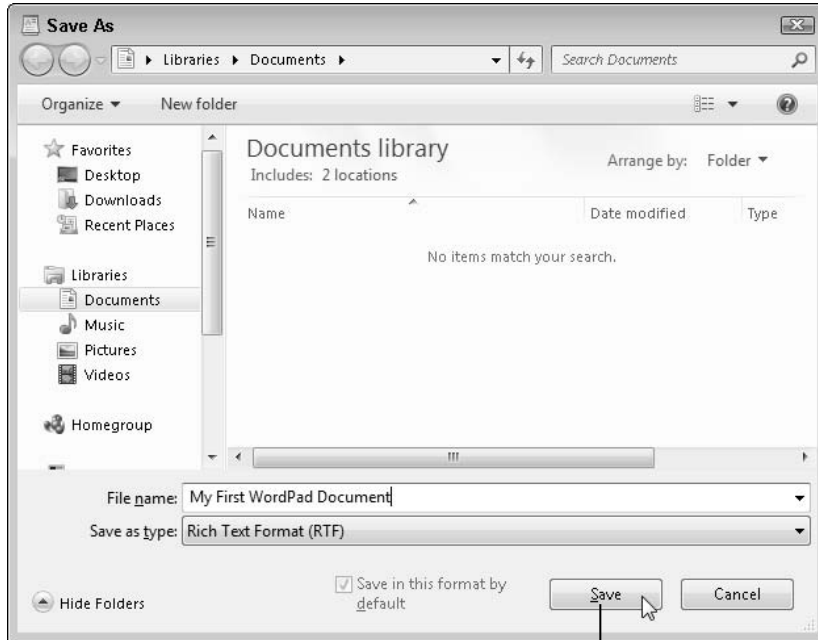 Save As
Libraries Documents Search Documents
Organize New folder
Favorites
Desktop
Downloads
Recent Places
Libraries
Documents
Music
Pictures
Videos
Homegroup
Documents library
Includes: 2 locations
Arrange by: Folder
Name Date modified Type
No items match your search.
File name: My First WordPad Document
Save as type: Rich Text Format (RTF)
Hide Folders
Save in this format by
default
Save
Cancel